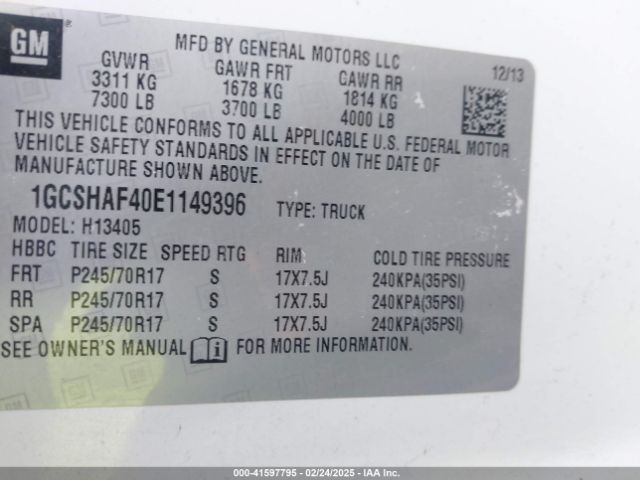 GM
®
MFD BY GENERAL MOTORS LLC
GVWR GAWR FRT GAWR RR 12/13
3311 KG 1678 KG 1814 KG
7300 LB 3700 LB 4000 LB
THIS VEHICLE CONFORMS TO ALL APPLICABLE U.S. FEDERAL MOTOR
VEHICLE SAFETY STANDARDS IN EFFECT ON THE DATE OF
MANUFACTURE SHOWN ABOVE.
1GCSHAF40E1149396 TYPE: TRUCK
MODEL: H13405
HBBC TIRE SIZE SPEED RTG RIM COLD TIRE PRESSURE
FRT P245/70R17 S 17X7.5J 240KPA(35PSI)
RR P245/70R17 S 17X7.5J 240KPA(35PSI)
SPA P245/70R17 S 17X7.5J 240KPA(35PSI)
SEE OWNER'S MANUAL i FOR MORE INFORMATION.
000-41597795 - 02/24/2025 - IAA Inc.